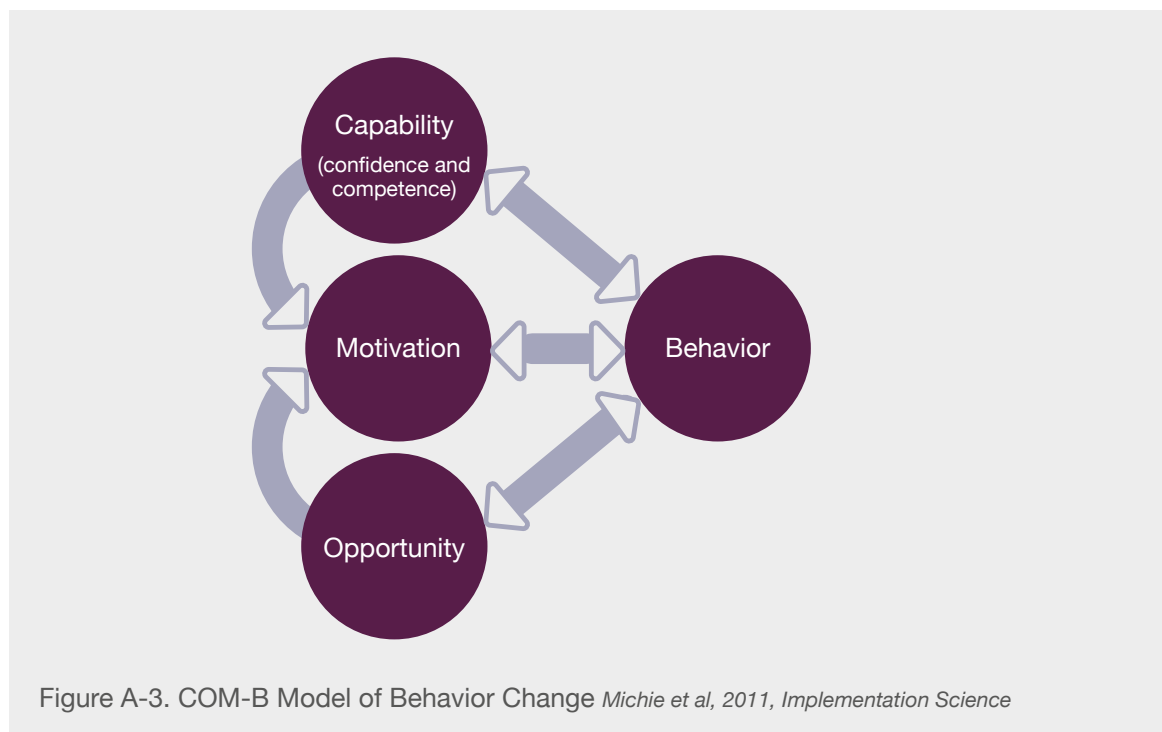 Capability
(confidence and
competence)
Motivation
Behavior
Opportunity
Figure A-3. COM-B Model of Behavior Change Michie et al, 2011, Implementation Science